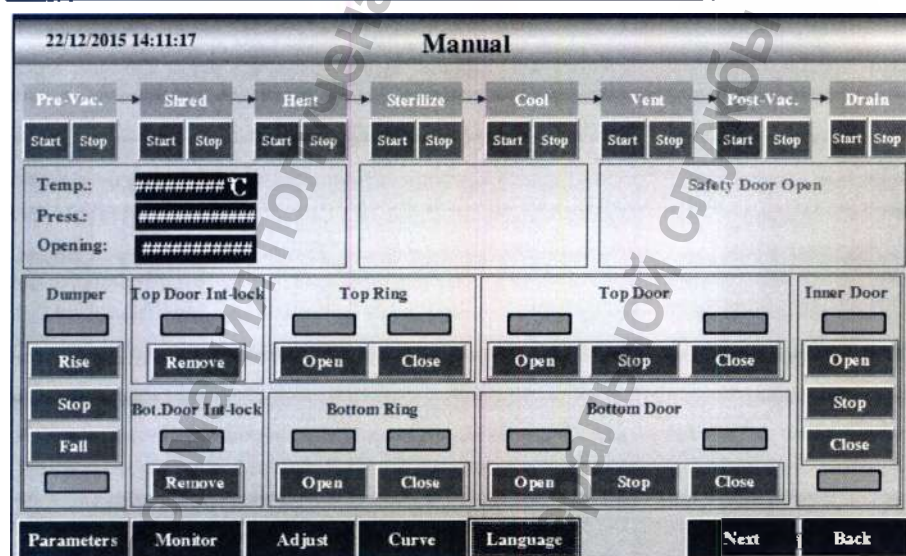 22/12/2015 14:11:17
Manual
Pre-Vac. Shred Heat Sterilize Cool Vent Post-Vac. Drain
Start Stop Start Stop Start Stop Start Stop Start Stop Start Stop Start Stop Start Stop
Temp.: ######### ℃
Press.: ############
Opening: ###########
Safety Door Open
Dumper Top Door Int-lock Top Ring Top Door Inner Door
Rise Remove Open Close Open Stop Close Open
Stop Bot.Door Int-lock Bottom Ring Bottom Door Stop
Fall Close
Remove Open Close Open Stop Close
Parameters Monitor Adjust Curve Language Next Back